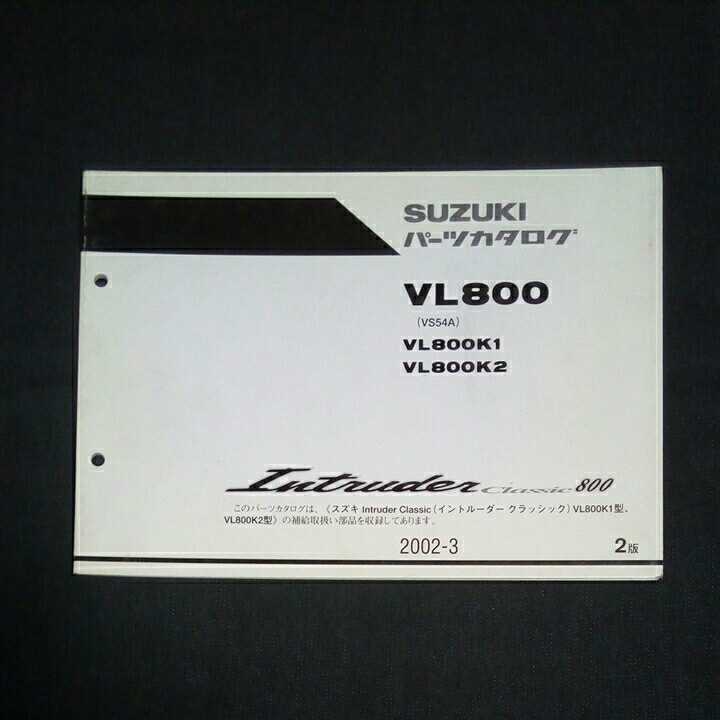 SUZUKI
パーツカタログ
VL800
(VS54A)
VL800K1
VL800K2
Intruder Classic 800
このパーツカタログは、《スズキ Intruder Classic (イントルーダー クラッシック) VL800K1型、
VL800K2型》の補給取扱い部品を収録してあります。
2002-3
2版